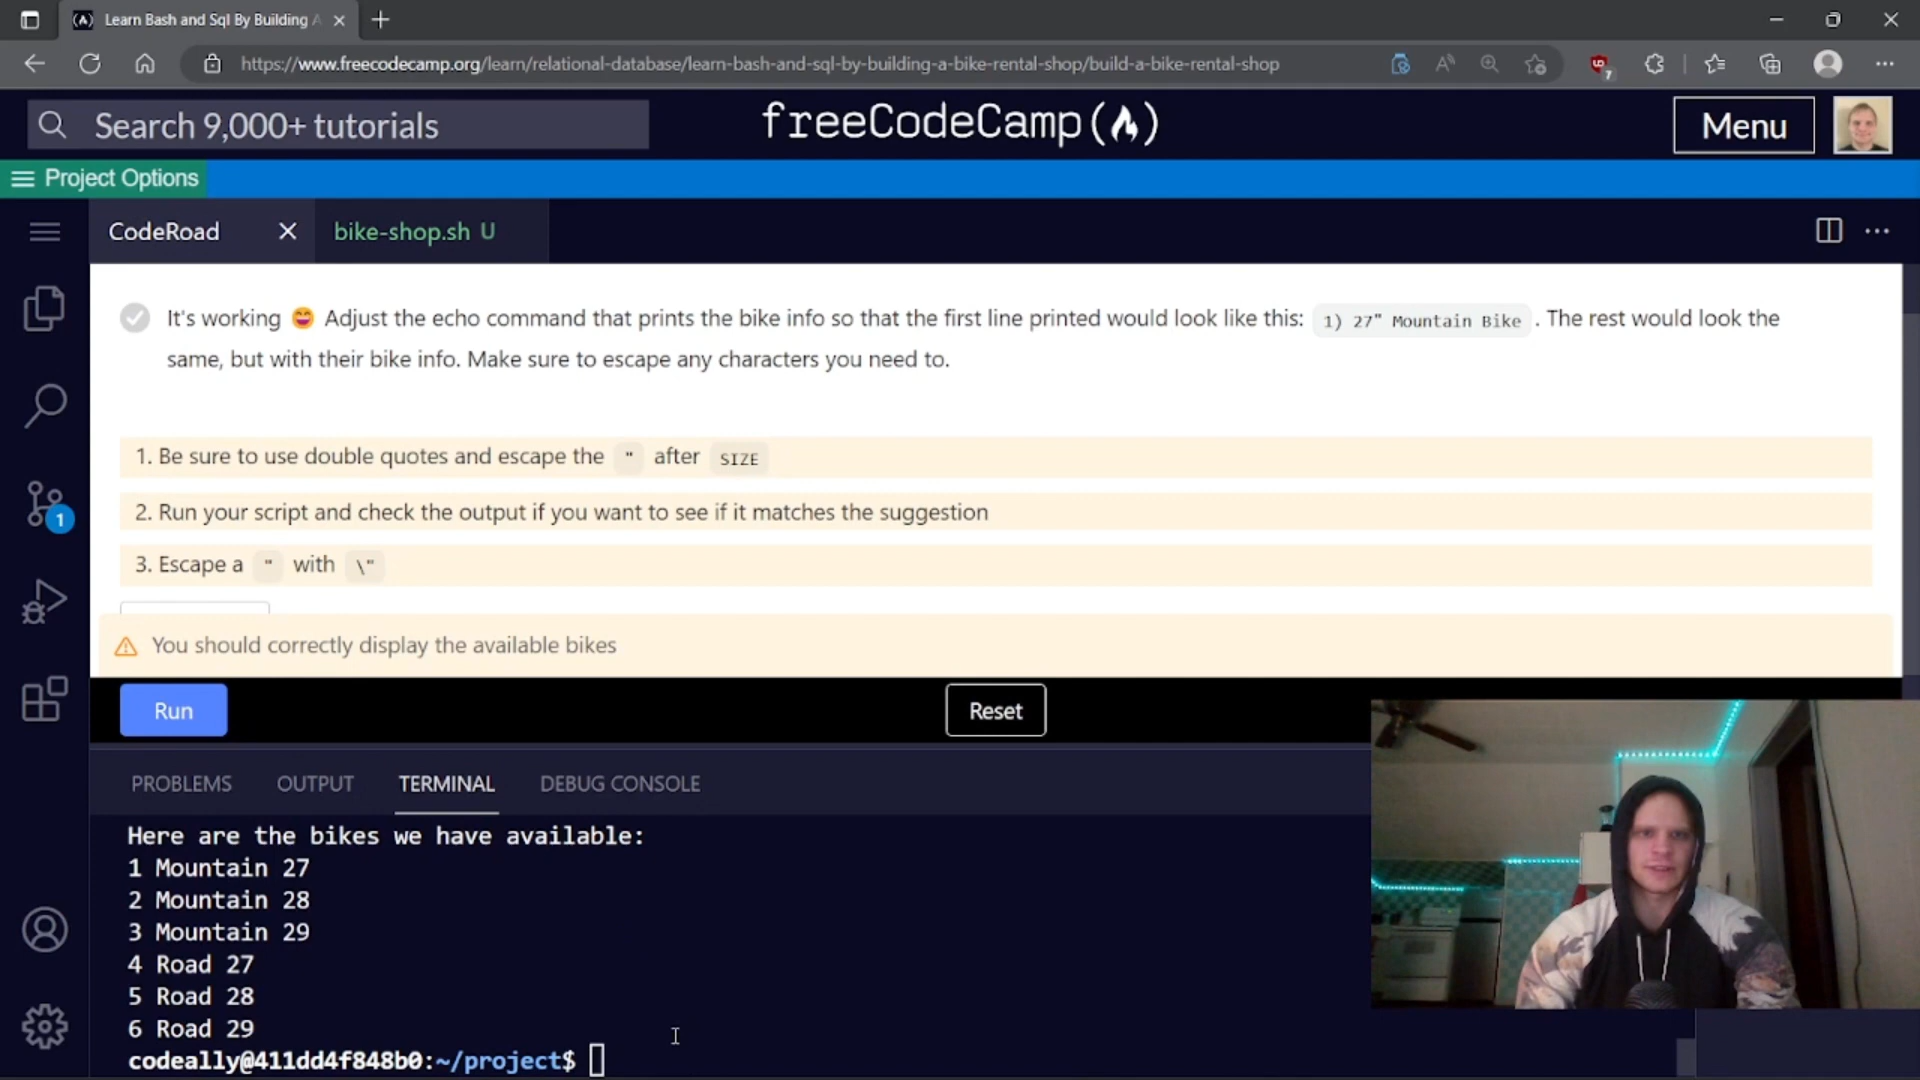 Learn Bash and Sql By Building A
https://www.freecodecamp.org/learn/relational-database/learn-bash-and-sql-by-building-a-bike-rental-shop/build-a-bike-rental-shop
7
Search 9,000+ tutorials
freeCodeCamp
Menu
Project Options
CodeRoad
bike-shop.sh U
It's working 😄 Adjust the echo command that prints the bike info so that the first line printed would look like this: 1) 27" Mountain Bike . The rest would look the
same, but with their bike info. Make sure to escape any characters you need to.
1. Be sure to use double quotes and escape the " after SIZE
2. Run your script and check the output if you want to see if it matches the suggestion
3. Escape a " with \"
1
You should correctly display the available bikes
Run
Reset
PROBLEMS
OUTPUT
TERMINAL
DEBUG CONSOLE
Here are the bikes we have available:
1 Mountain 27
2 Mountain 28
3 Mountain 29
4 Road 27
5 Road 28
6 Road 29
codeally@411dd4f848b0:~/project$